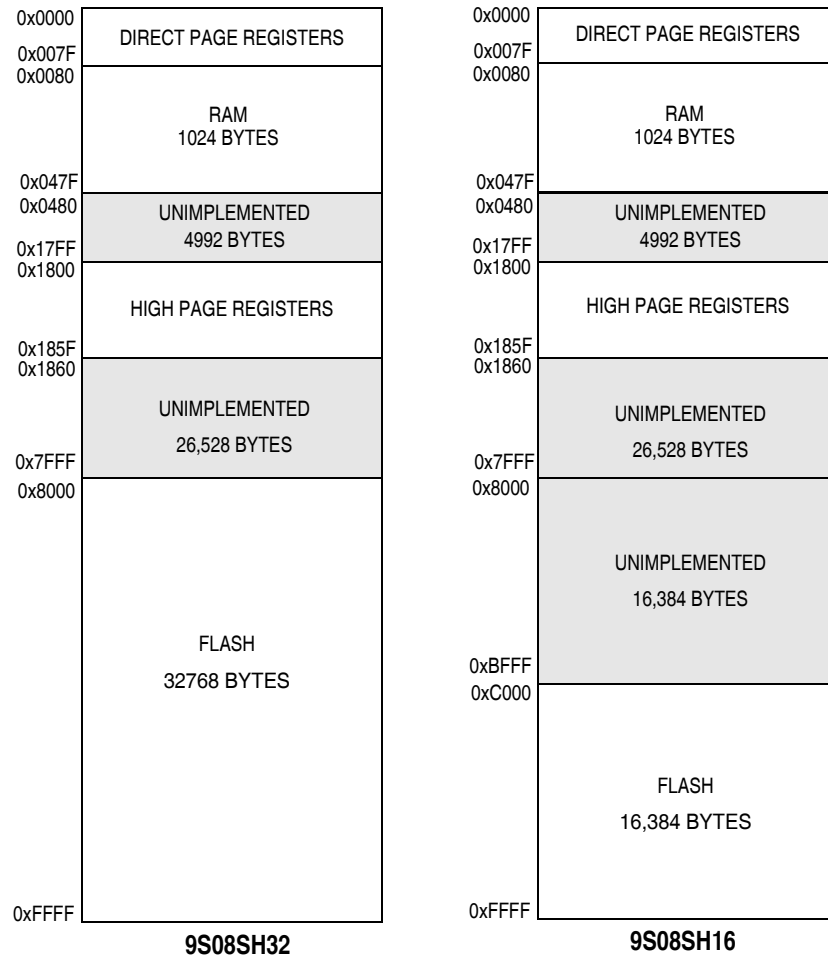 0x0000
DIRECT PAGE REGISTERS
0x007F
0x0080
RAM
1024 BYTES
0x047F
0x0480
UNIMPLEMENTED
4992 BYTES
0x17FF
0x1800
HIGH PAGE REGISTERS
0x185F
0x1860
UNIMPLEMENTED
26,528 BYTES
0x7FFF
0x8000
FLASH
32768 BYTES
0xFFFF
9S08SH32
0x0000
DIRECT PAGE REGISTERS
0x007F
0x0080
RAM
1024 BYTES
0x047F
0x0480
UNIMPLEMENTED
4992 BYTES
0x17FF
0x1800
HIGH PAGE REGISTERS
0x185F
0x1860
UNIMPLEMENTED
26,528 BYTES
0x7FFF
0x8000
UNIMPLEMENTED
16,384 BYTES
0xBFFF
0xC000
FLASH
16,384 BYTES
0xFFFF
9S08SH16